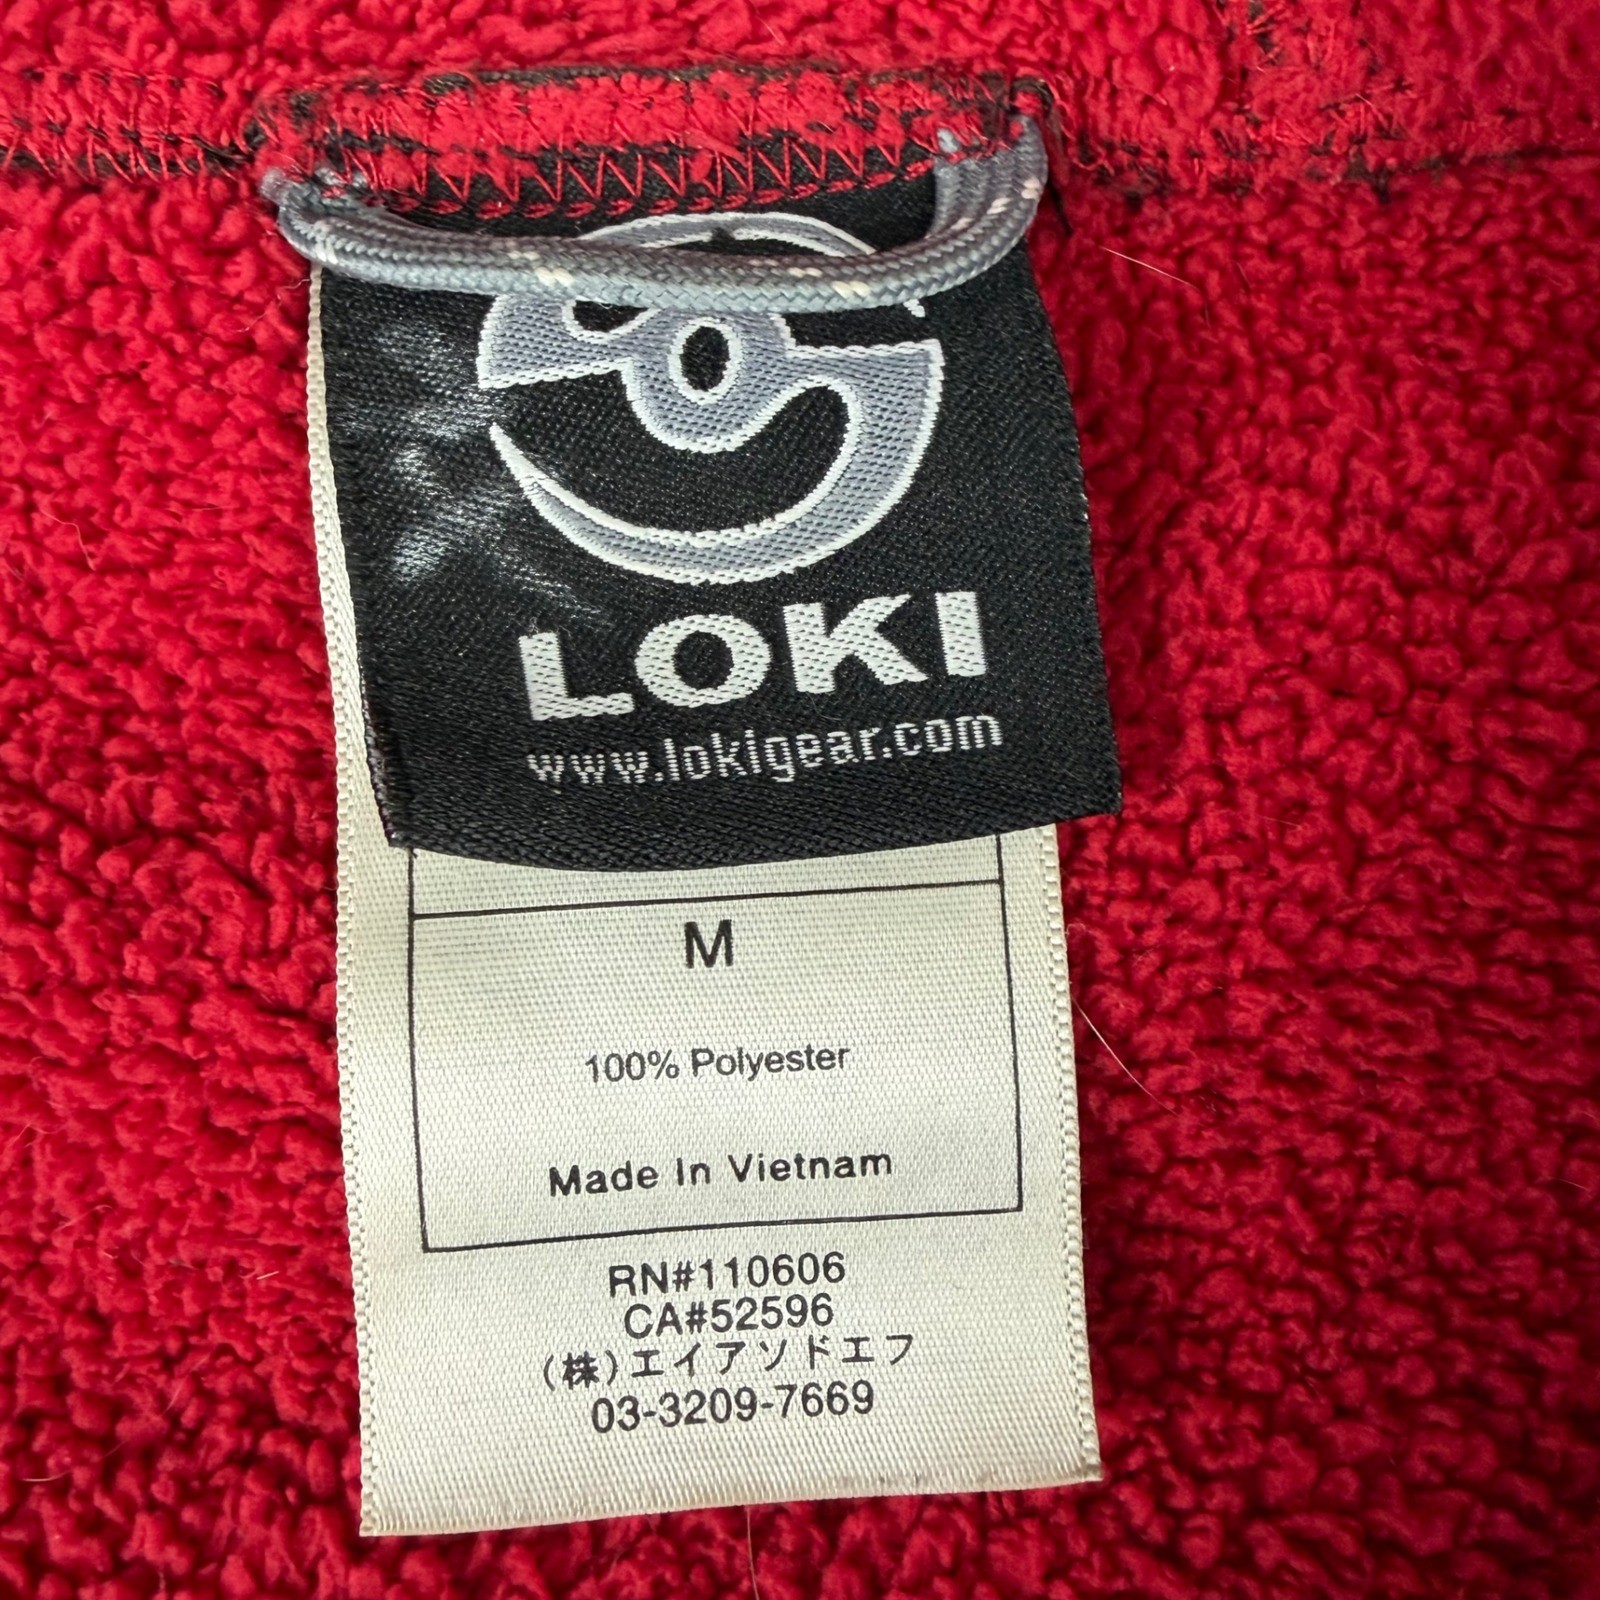 LOKI
www.lokigear.com
M
100% Polyester
Made In Vietnam
RN#110606
CA#52596
(株)エイアソドエフ
03-3209-7669